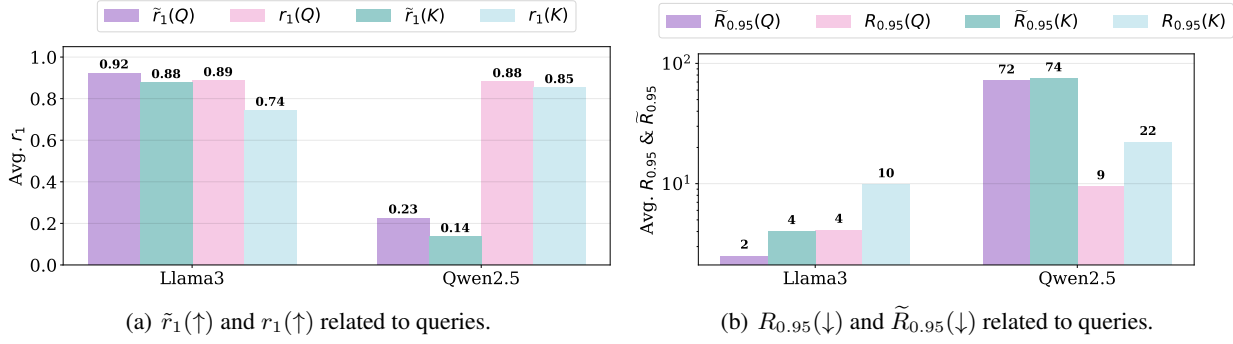 r̃₁(Q) r₁(Q) r̃₁(K) r₁(K)
Avg. r₁
1.0
0.8
0.6
0.4
0.2
0.0
0.92 0.88 0.89 0.74
0.23 0.14 0.88 0.85
Llama3 Qwen2.5
(a) r̃₁(↑) and r₁(↑) related to queries.
R̃₀.₉₅(Q) R₀.₉₅(Q) R̃₀.₉₅(K) R₀.₉₅(K)
Avg. R₀.₉₅ & R̃₀.₉₅
10²
10¹
2 4 4 10
72 74 9 22
Llama3 Qwen2.5
(b) R₀.₉₅(↓) and R̃₀.₉₅(↓) related to queries.